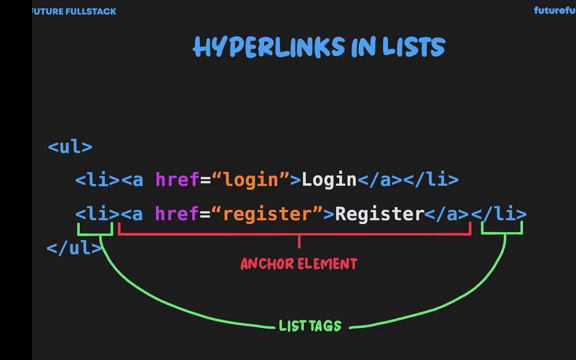 FUTURE FULLSTACK
futurefu
HYPERLINKS IN LISTS
<ul>
<li><a href=“login”>Login</a></li>
<li><a href=“register”>Register</a></li>
</ul>
ANCHOR ELEMENT
LIST TAGS